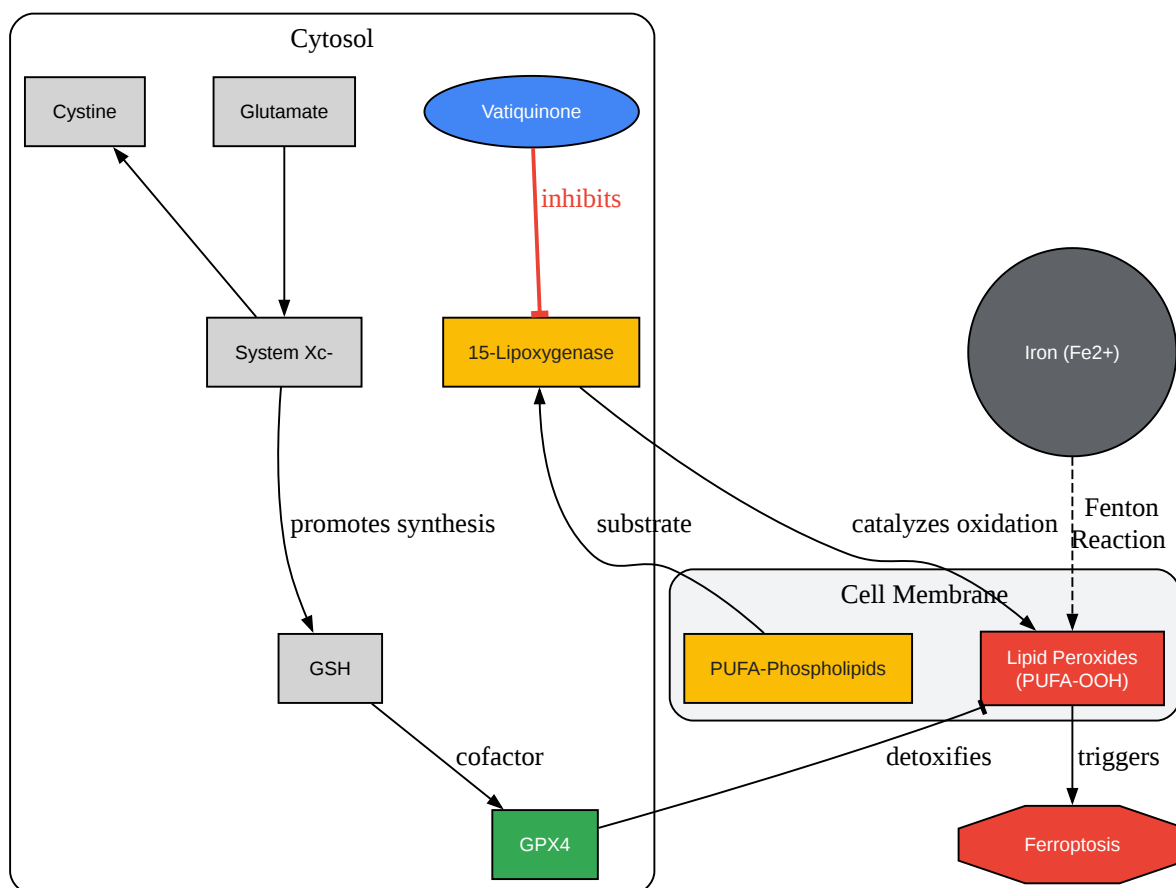 Cytosol
Cystine
Glutamate
Vatiquinone
inhibits
System Xc-
15-Lipoxygenase
Iron (Fe2+)
promotes synthesis
substrate
catalyzes oxidation
Fenton
Reaction
Cell Membrane
GSH
PUFA-Phospholipids
Lipid Peroxides
(PUFA-OOH)
cofactor
detoxifies
triggers
GPX4
Ferroptosis